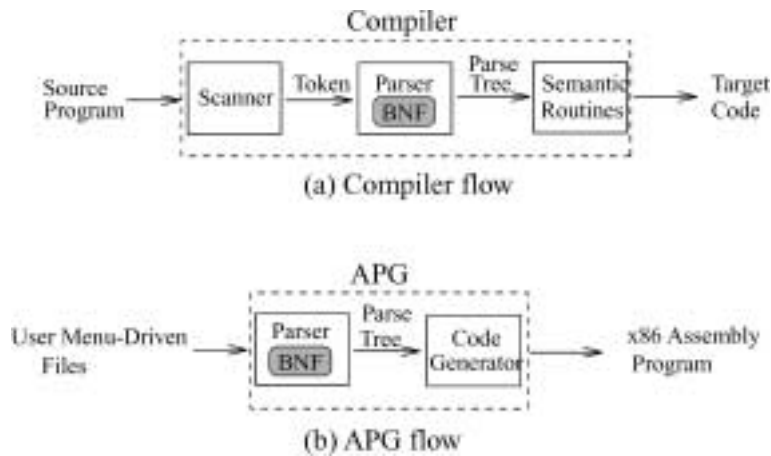 Compiler
Source
Program
Scanner
Token
Parser
BNF
Parse
Tree
Semantic
Routines
Target
Code
(a) Compiler flow
APG
User Menu-Driven
Files
Parser
BNF
Parse
Tree
Code
Generator
x86 Assembly
Program
(b) APG flow